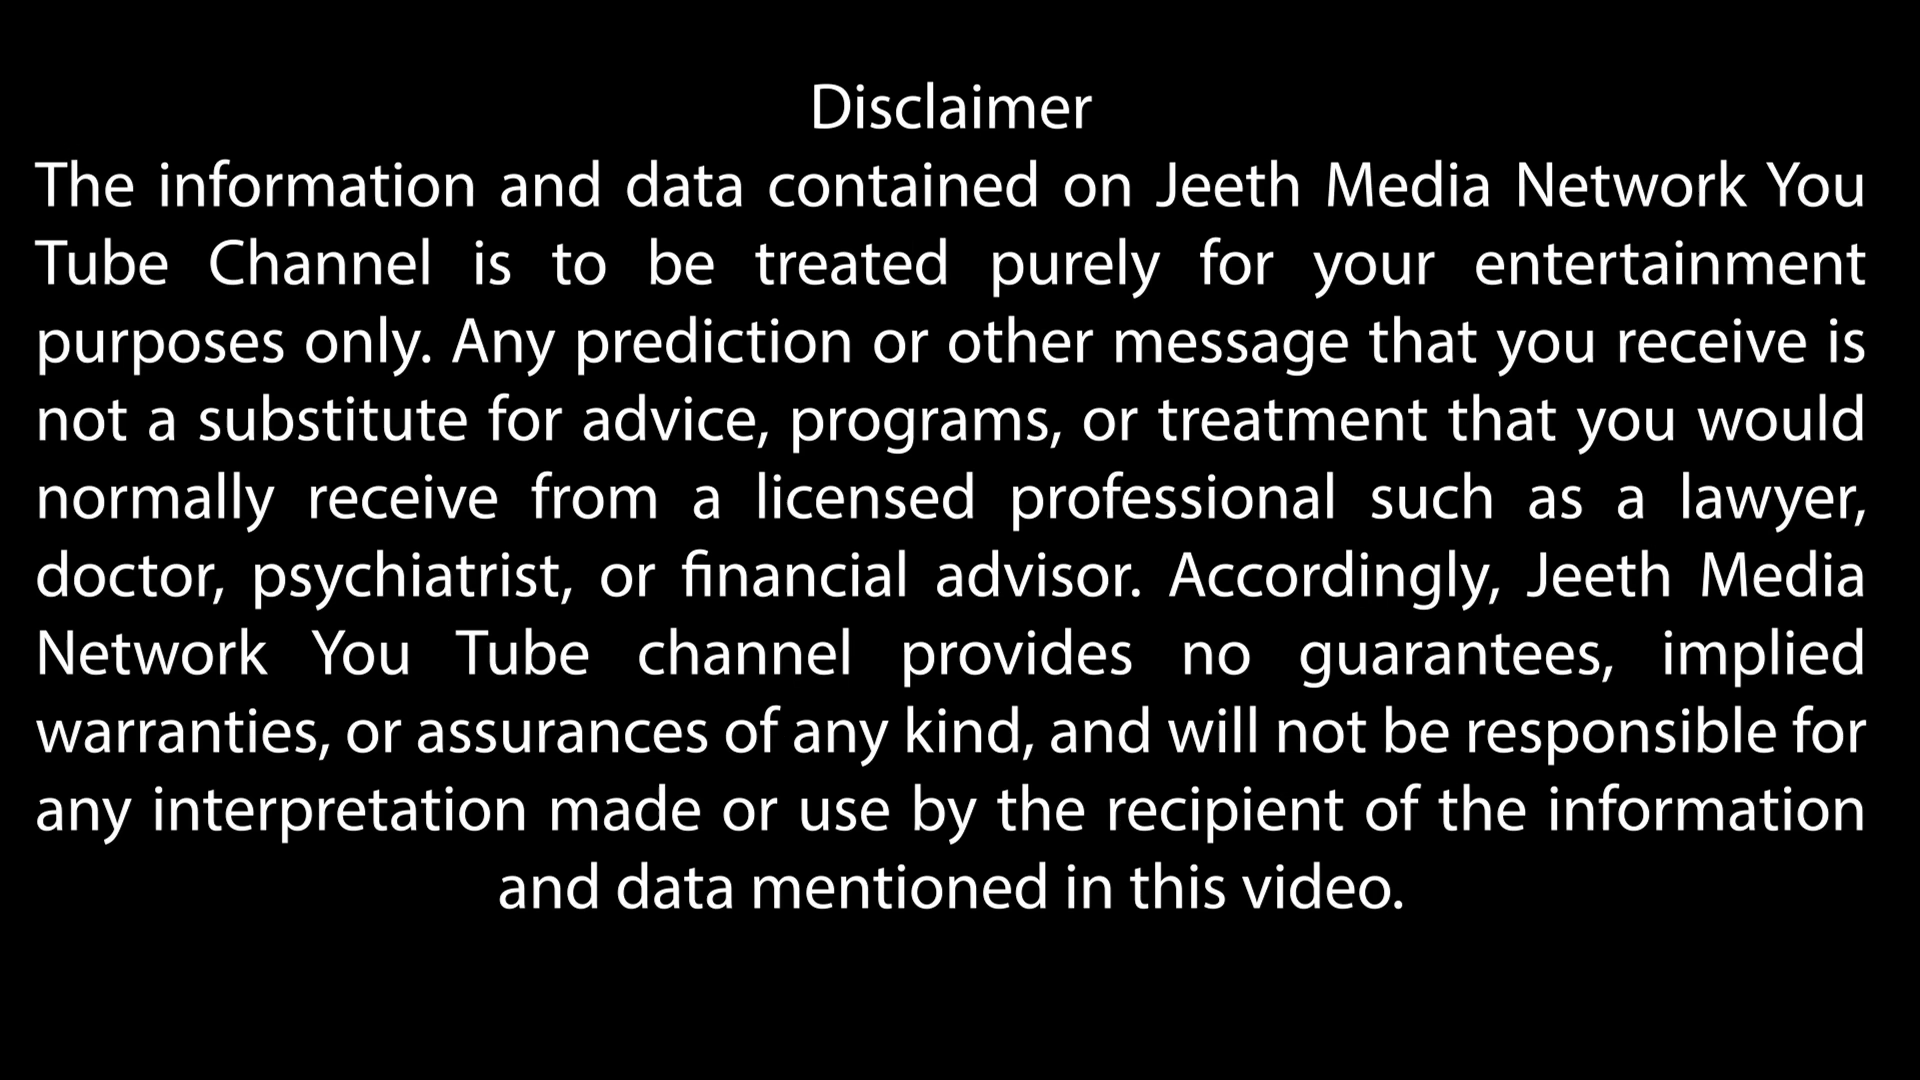 Disclaimer
The information and data contained on Jeeth Media Network You
Tube Channel is to be treated purely for your entertainment
purposes only. Any prediction or other message that you receive is
not a substitute for advice, programs, or treatment that you would
normally receive from a licensed professional such as a lawyer,
doctor, psychiatrist, or financial advisor. Accordingly, Jeeth Media
Network You Tube channel provides no guarantees, implied
warranties, or assurances of any kind, and will not be responsible for
any interpretation made or use by the recipient of the information
and data mentioned in this video.